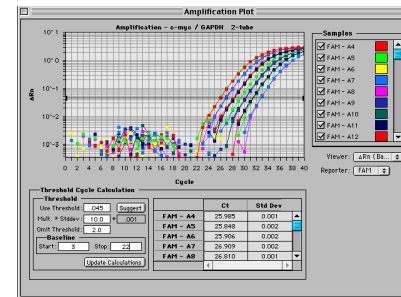 Amplification Plot
Amplification - c-myc / GAPDH 2-tube
10^1
10^0
10^-1
10^-2
10^-3
ΔRn
0 2 4 6 8 10 12 14 16 18 20 22 24 26 28 30 32 34 36 38 40
Cycle
Samples
FAM - A4
FAM - A5
FAM - A6
FAM - A7
FAM - A8
FAM - A9
FAM - A10
FAM - A11
FAM - A12
Viewer: ΔRn (Ba...
Reporter: FAM
Threshold Cycle Calculation
Threshold
Use Threshold: .045 Suggest
Mult. * Stddev: 10.0 * .001
Omit Threshold: 2.0
Baseline
Start: 3 Stop: 22
Update Calculations
Ct Std Dev
FAM - A4 25.985 0.001
FAM - A5 25.848 0.002
FAM - A6 25.906 0.002
FAM - A7 26.909 0.002
FAM - A8 26.810 0.001